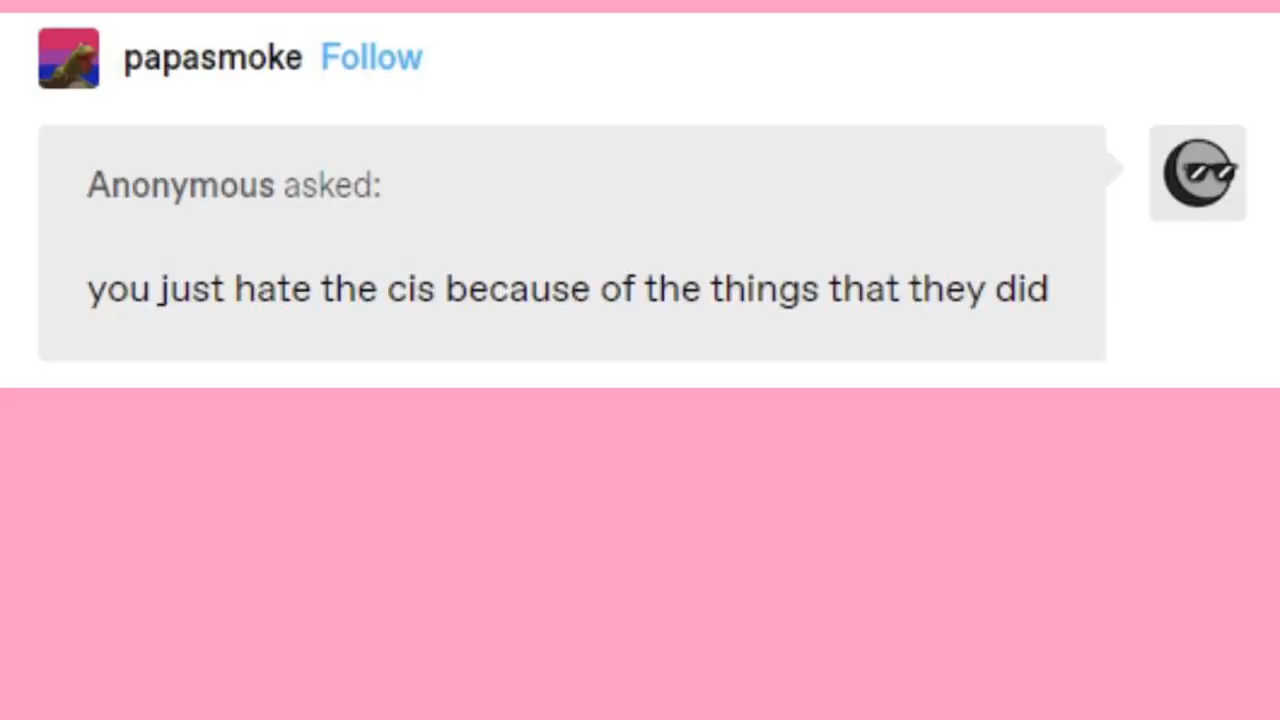 papasmoke Follow
Anonymous asked:
you just hate the cis because of the things that they did